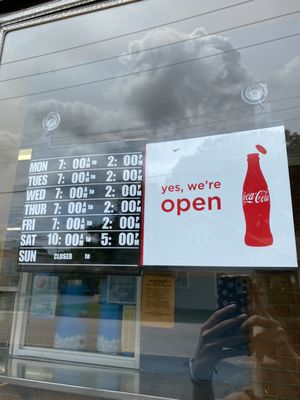 MON 7:00AM to 2:00PM
TUES 7:00AM to 2:00PM
WED 7:00AM to 2:00PM
THUR 7:00AM to 2:00PM
FRI 7:00AM to 2:00PM
SAT 10:00AM to 5:00PM
SUN CLOSED to
yes, we're
open
Coca-Cola